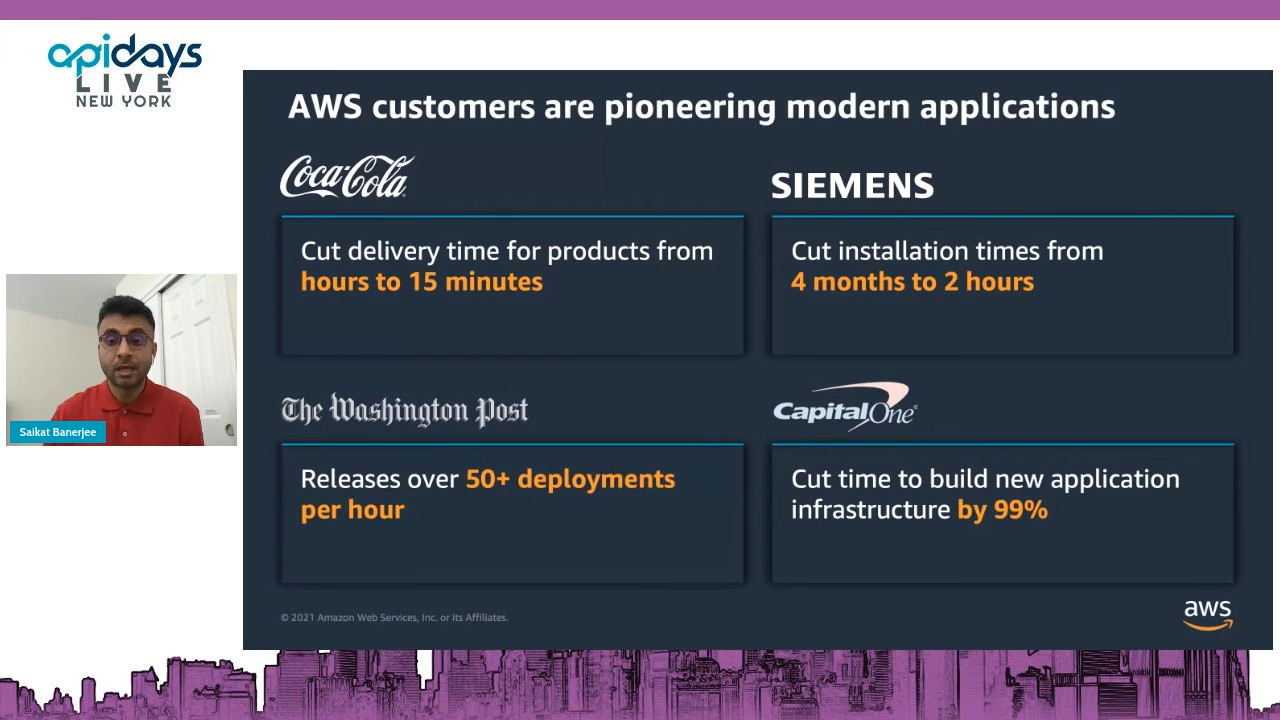 apidays
LIVE
NEW YORK
AWS customers are pioneering modern applications
Coca-Cola
SIEMENS
Cut delivery time for products from
hours to 15 minutes
Cut installation times from
4 months to 2 hours
Saikat Banerjee
The Washington Post
CapitalOne®
Releases over 50+ deployments
per hour
Cut time to build new application
infrastructure by 99%
© 2021 Amazon Web Services, Inc. or its Affiliates.
aws